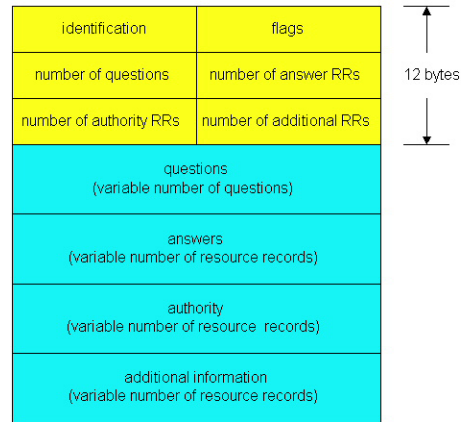 identification
flags
12 bytes
number of questions
number of answer RRs
number of authority RRs
number of additional RRs
questions
(variable number of questions)
answers
(variable number of resource records)
authority
(variable number of resource records)
additional information
(variable number of resource records)